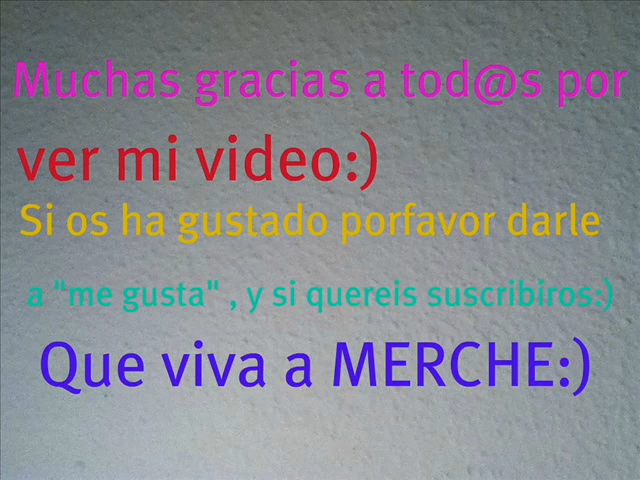 Muchas gracias a tod@s por
ver mi video:)
Si os ha gustado porfavor darle
a "me gusta" , y si quereis suscribiros:)
Que viva a MERCHE:)